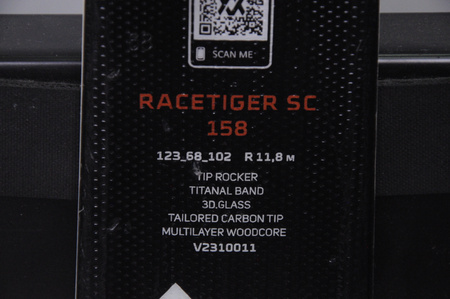 SCAN ME
RACETIGER SC
158
123_68_102 R 11,8 M
TIP ROCKER
TITANAL BAND
3D.GLASS
TAILORED CARBON TIP
MULTILAYER WOODCORE
V2310011